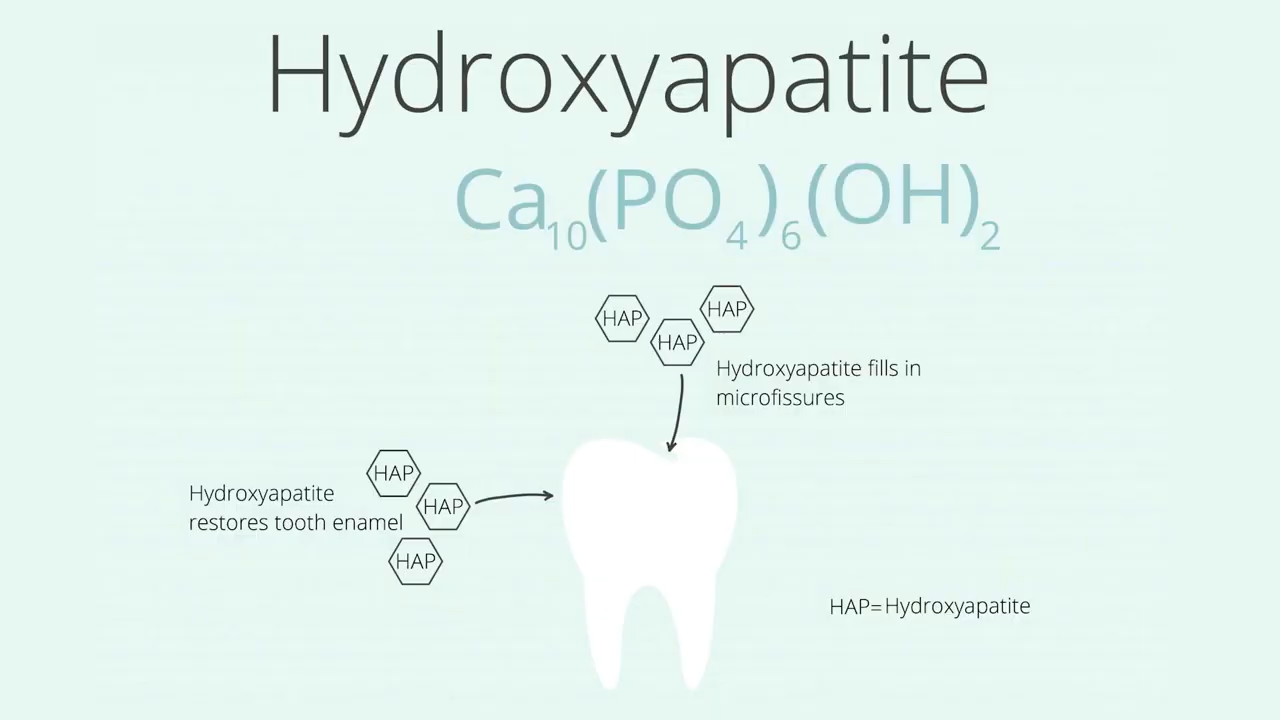 Hydroxyapatite
Ca₁₀(PO₄)₆(OH)₂
HAP
HAP
HAP
Hydroxyapatite fills in
microfissures
HAP
Hydroxyapatite
restores tooth enamel
HAP
HAP
HAP=Hydroxyapatite